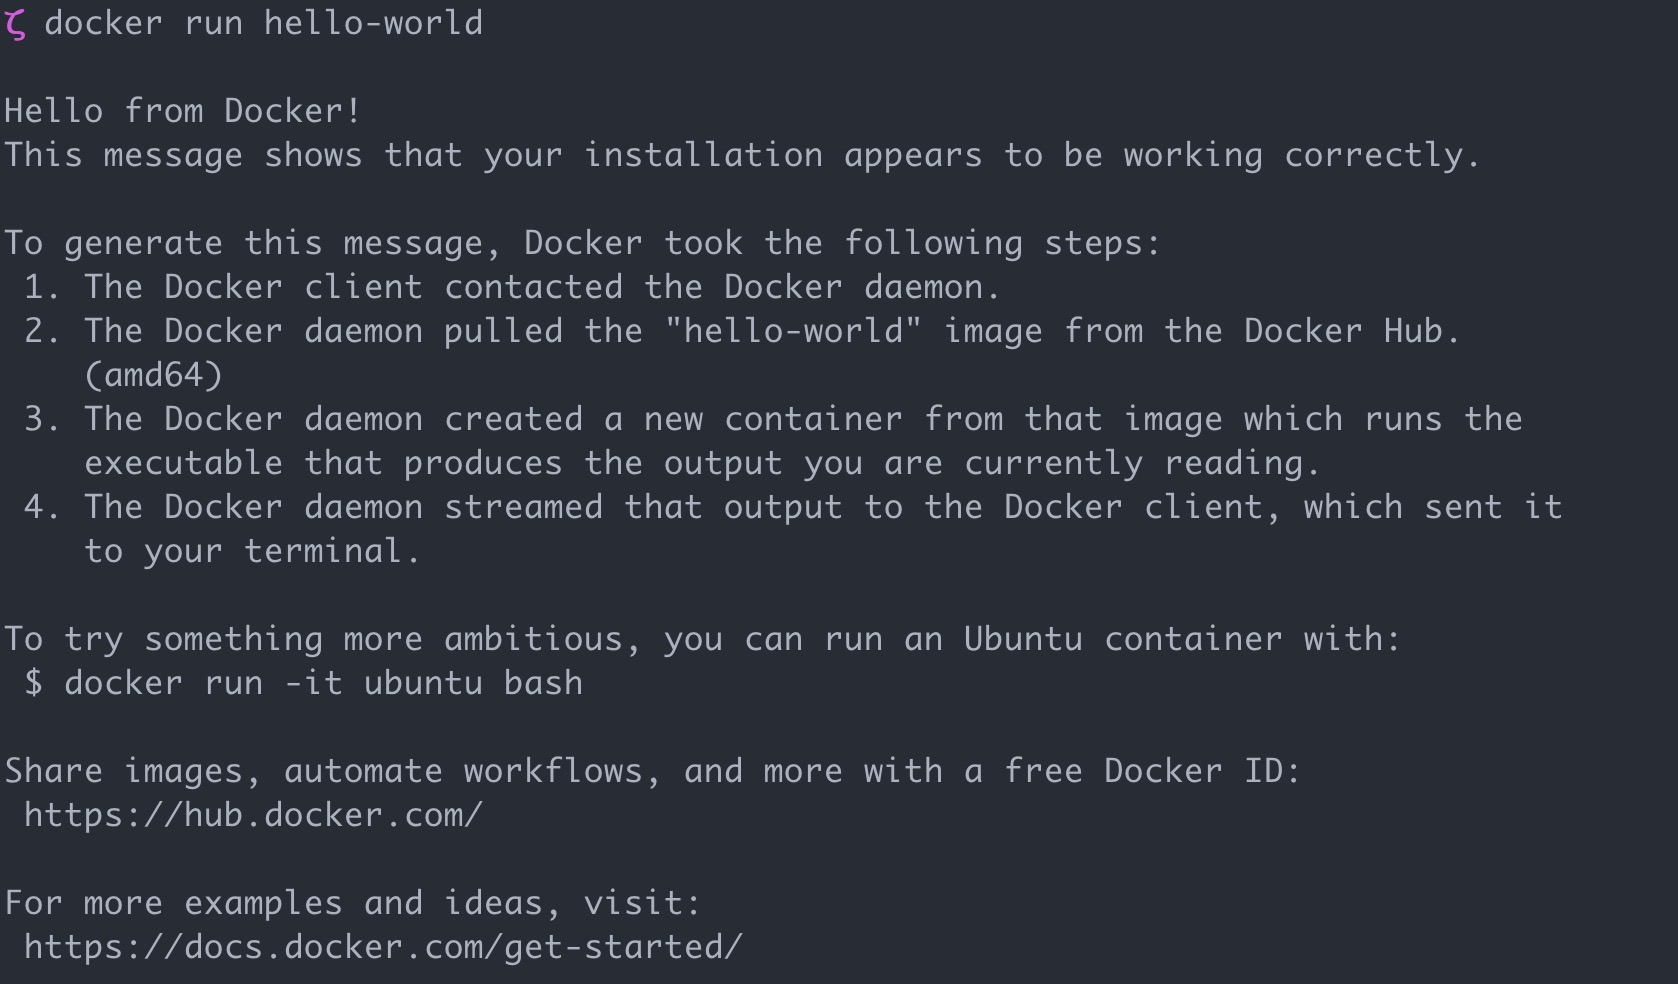 ζ docker run hello-world
Hello from Docker!
This message shows that your installation appears to be working correctly.
To generate this message, Docker took the following steps:
1. The Docker client contacted the Docker daemon.
2. The Docker daemon pulled the "hello-world" image from the Docker Hub.
(amd64)
3. The Docker daemon created a new container from that image which runs the
executable that produces the output you are currently reading.
4. The Docker daemon streamed that output to the Docker client, which sent it
to your terminal.
To try something more ambitious, you can run an Ubuntu container with:
$ docker run -it ubuntu bash
Share images, automate workflows, and more with a free Docker ID:
https://hub.docker.com/
For more examples and ideas, visit:
https://docs.docker.com/get-started/